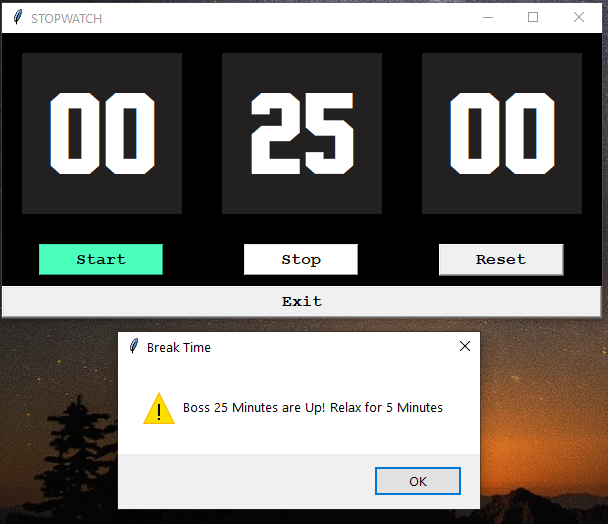 STOPWATCH
00 25 00
Start Stop Reset
Exit
Break Time
Boss 25 Minutes are Up! Relax for 5 Minutes
OK